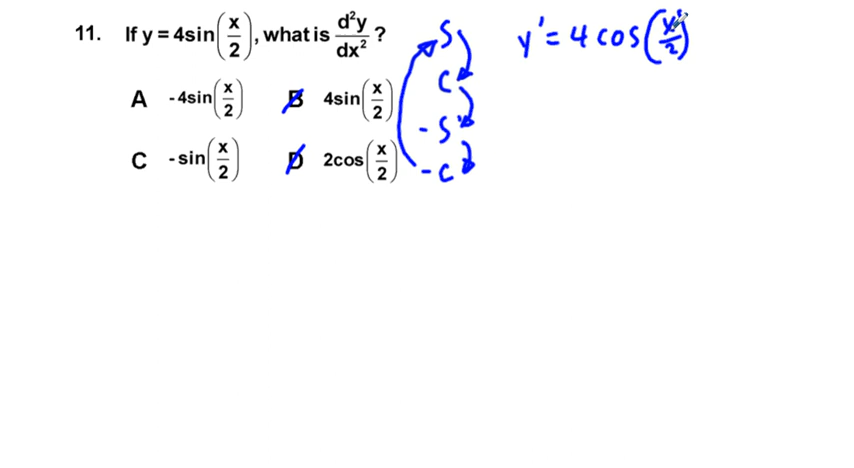 11. If y = 4sin(x/2), what is d²y/dx² ?
A -4sin(x/2) B 4sin(x/2)
C -sin(x/2) D 2cos(x/2)
S
C
-S
-C
y' = 4 cos(x/2)